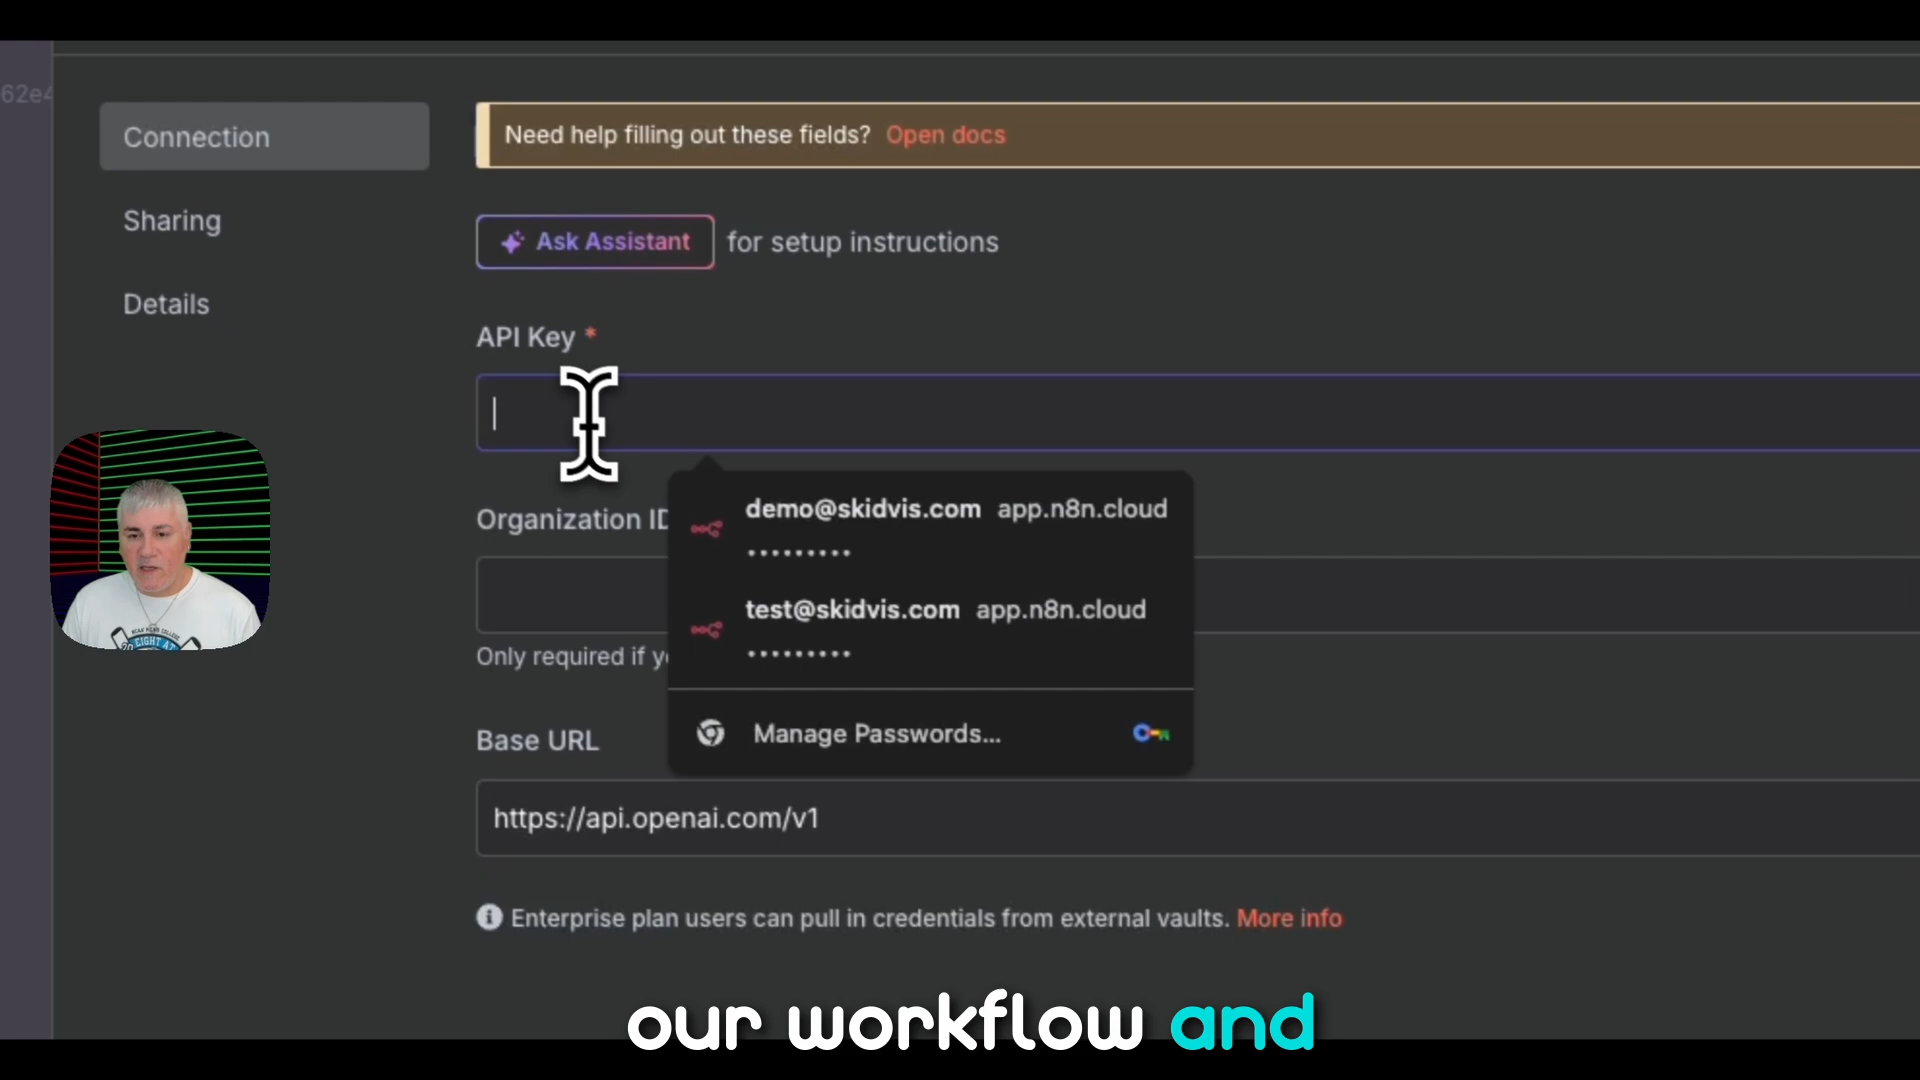 62e4
Connection
Need help filling out these fields? Open docs
Sharing
Ask Assistant for setup instructions
Details
API Key *
demo@skidvis.com app.n8n.cloud
•••••••••
Organization ID
test@skidvis.com app.n8n.cloud
•••••••••
Only required if
Manage Passwords...
Base URL
https://api.openai.com/v1
Enterprise plan users can pull in credentials from external vaults. More info
our workflow and